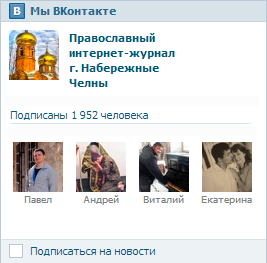 В Мы ВКонтакте
Православный
интернет-журнал
г. Набережные
Челны
Подписаны 1 952 человека
Павел Андрей Виталий Екатерина
Подписаться на новости